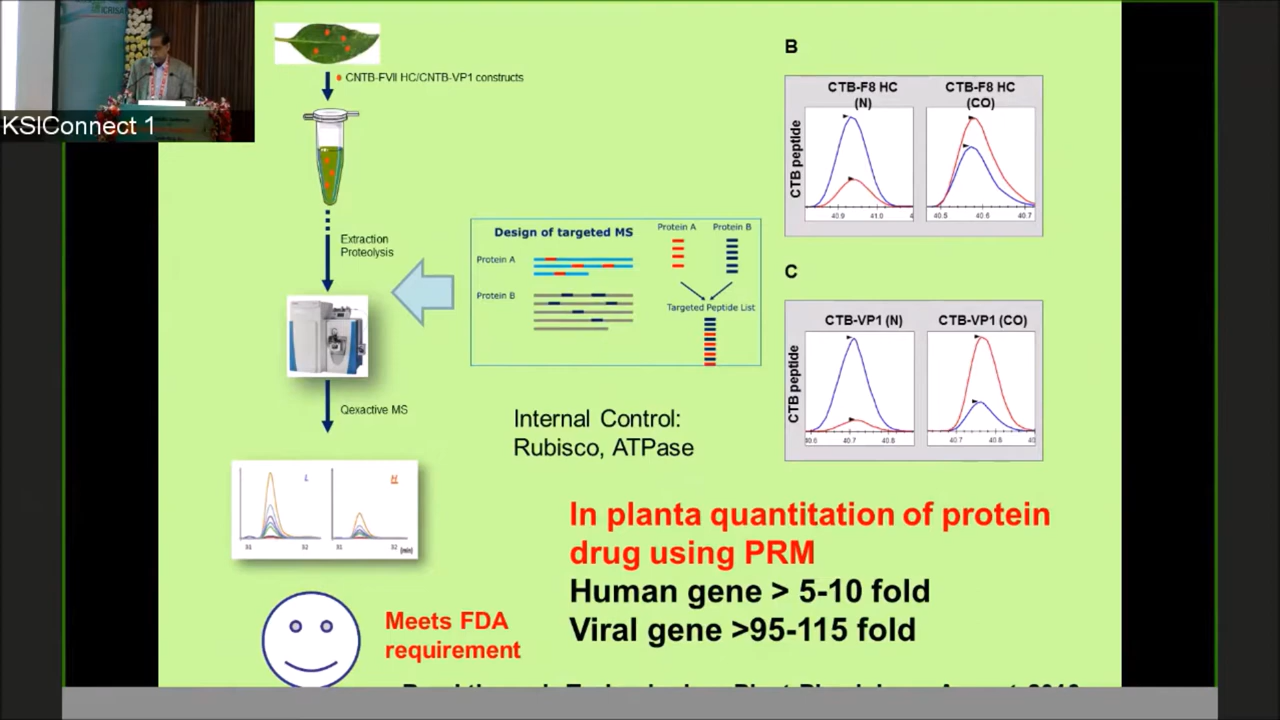 ICRISAT
KSIConnect 1
CNTB-FVII HC/CNTB-VP1 constructs
Extraction
Proteolysis
Qexactive MS
L
H
31
32
31
32
(min)
Design of targeted MS
Protein A
Protein B
Protein A
Protein B
Targeted Peptide List
Internal Control:
Rubisco, ATPase
B
CTB-F8 HC
(N)
CTB-F8 HC
(CO)
CTB peptide
40.9
41.0
4
40.5
40.6
40.7
C
CTB-VP1 (N)
CTB-VP1 (CO)
CTB peptide
40.6
40.7
40.8
40.7
40.8
40
In planta quantitation of protein
drug using PRM
Human gene > 5-10 fold
Viral gene >95-115 fold
Meets FDA
requirement